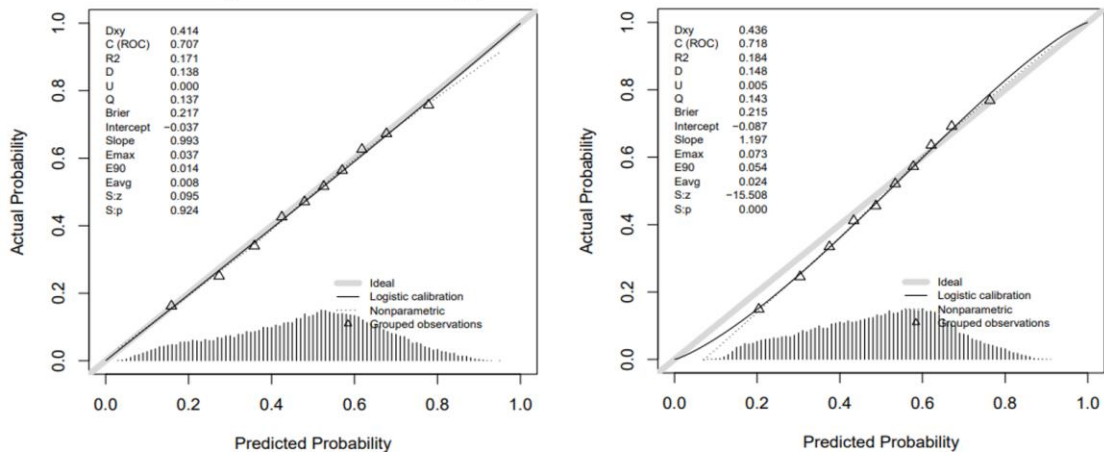 Actual Probability
1.0
0.8
0.6
0.4
0.2
0.0
Dxy 0.414
C (ROC) 0.707
R2 0.171
D 0.138
U 0.000
Q 0.137
Brier 0.217
Intercept −0.037
Slope 0.993
Emax 0.037
E90 0.014
Eavg 0.008
S:z 0.095
S:p 0.924
Ideal
Logistic calibration
Nonparametric
Grouped observations
0.0 0.2 0.4 0.6 0.8 1.0
Predicted Probability
Actual Probability
1.0
0.8
0.6
0.4
0.2
0.0
Dxy 0.436
C (ROC) 0.718
R2 0.184
D 0.148
U 0.005
Q 0.143
Brier 0.215
Intercept −0.087
Slope 1.197
Emax 0.073
E90 0.054
Eavg 0.024
S:z −15.508
S:p 0.000
Ideal
Logistic calibration
Nonparametric
Grouped observations
0.0 0.2 0.4 0.6 0.8 1.0
Predicted Probability